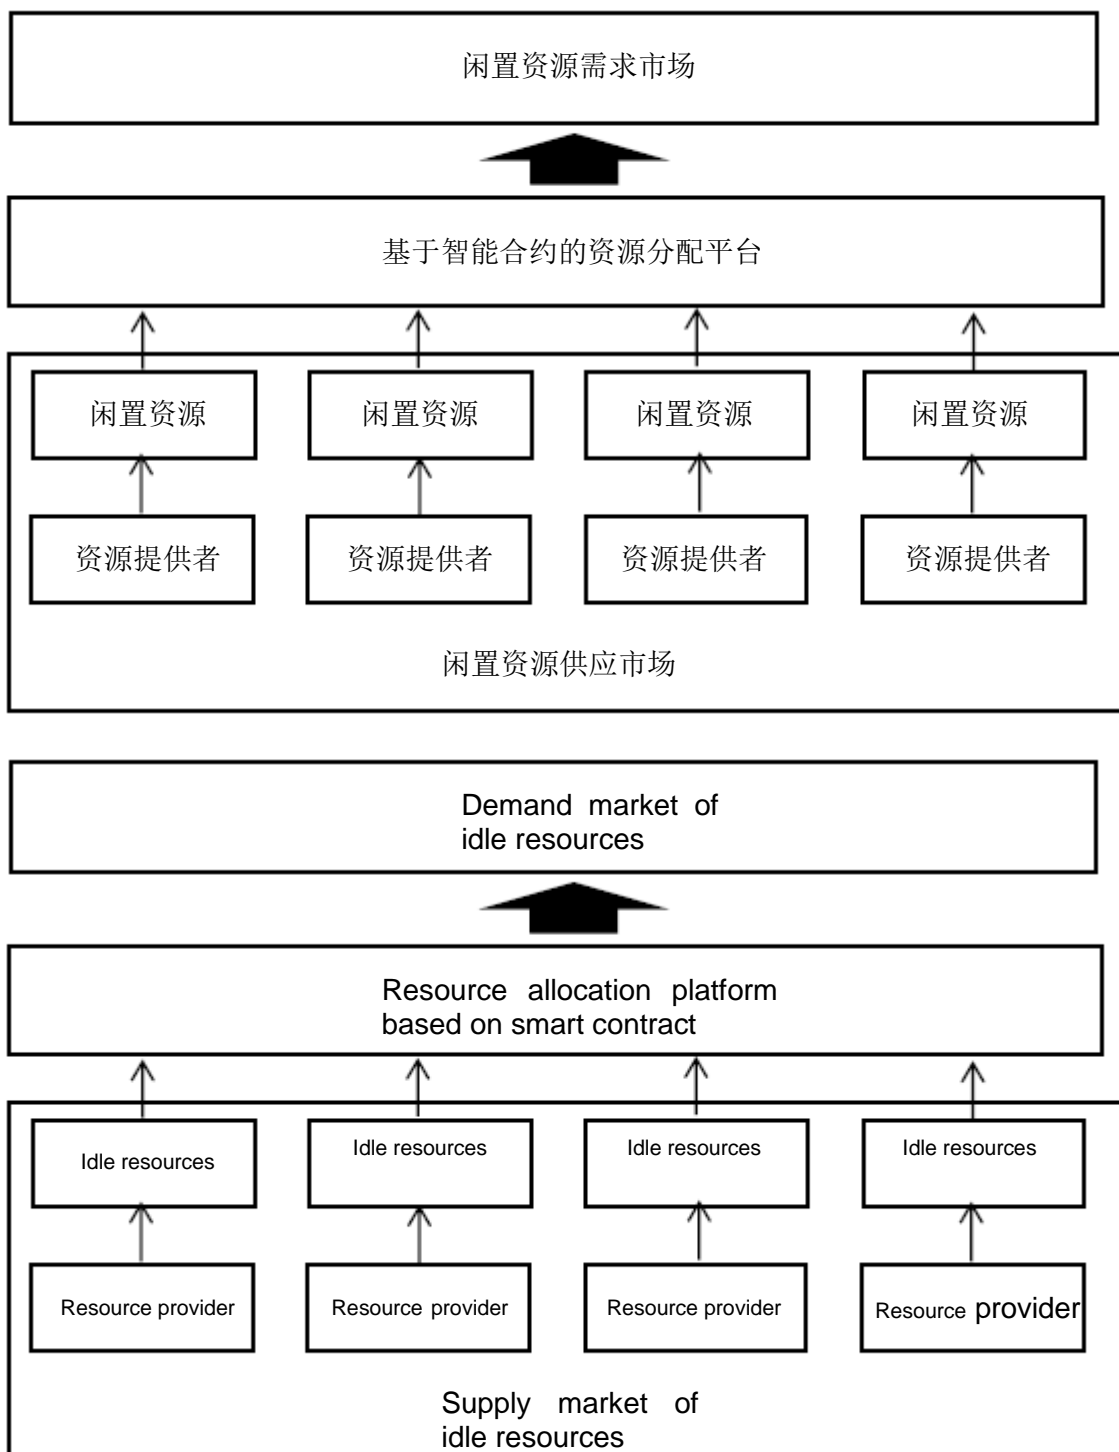 闲置资源需求市场
基于智能合约的资源分配平台
闲置资源 闲置资源 闲置资源 闲置资源
资源提供者 资源提供者 资源提供者 资源提供者
闲置资源供应市场
Demand market of
idle resources
Resource allocation platform
based on smart contract
Idle resources Idle resources Idle resources Idle resources
Resource provider Resource provider Resource provider Resource provider
Supply market of
idle resources